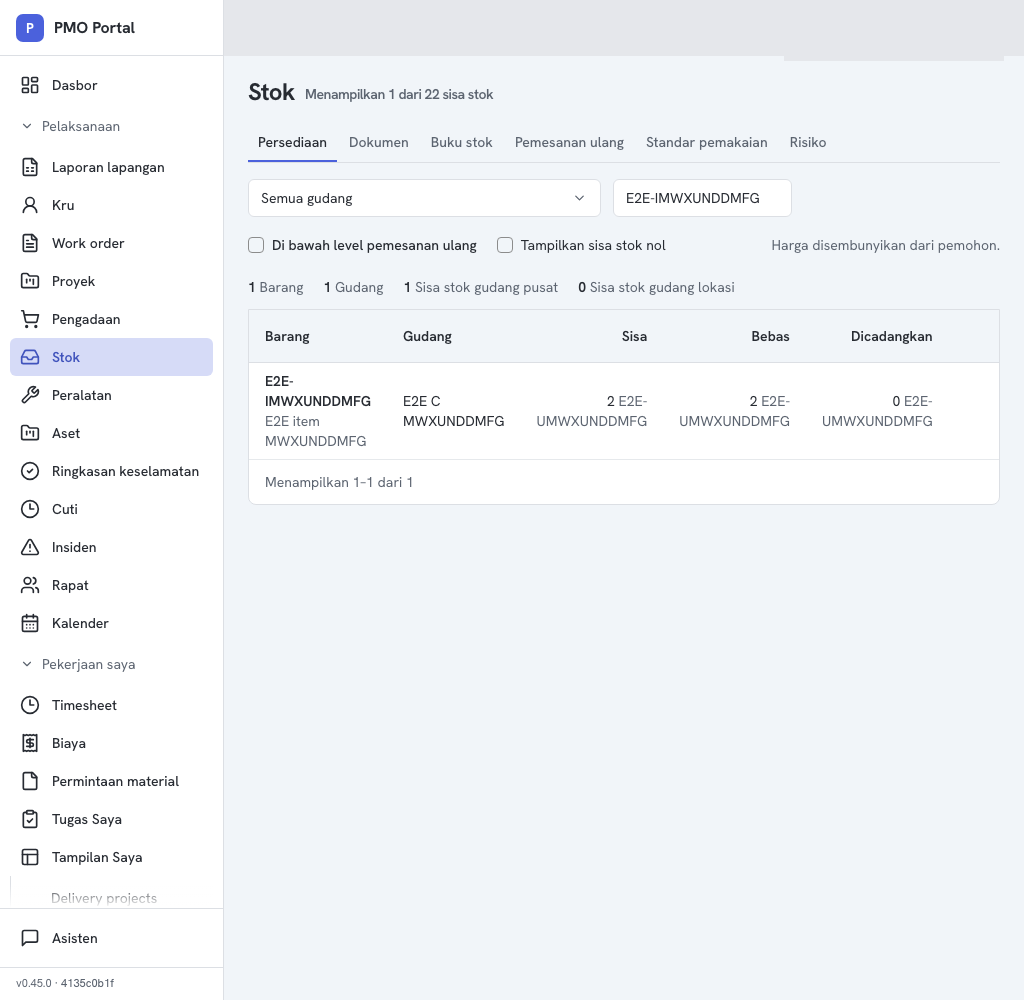 P PMO Portal
Dasbor
Pelaksanaan
Laporan lapangan
Kru
Work order
Proyek
Pengadaan
Stok
Peralatan
Aset
Ringkasan keselamatan
Cuti
Insiden
Rapat
Kalender
Pekerjaan saya
Timesheet
Biaya
Permintaan material
Tugas Saya
Tampilan Saya
Delivery projects
Asisten
v0.45.0 · 4135c0b1f
Stok Menampilkan 1 dari 22 sisa stok
Persediaan Dokumen Buku stok Pemesanan ulang Standar pemakaian Risiko
Semua gudang E2E-IMWXUNDDMFG
Di bawah level pemesanan ulang Tampilkan sisa stok nol Harga disembunyikan dari pemohon.
1 Barang 1 Gudang 1 Sisa stok gudang pusat 0 Sisa stok gudang lokasi
Barang Gudang Sisa Bebas Dicadangkan
E2E-
IMWXUNDDMFG
E2E item
MWXUNDDMFG
E2E C
MWXUNDDMFG
2 E2E-
UMWXUNDDMFG
2 E2E-
UMWXUNDDMFG
0 E2E-
UMWXUNDDMFG
Menampilkan 1–1 dari 1